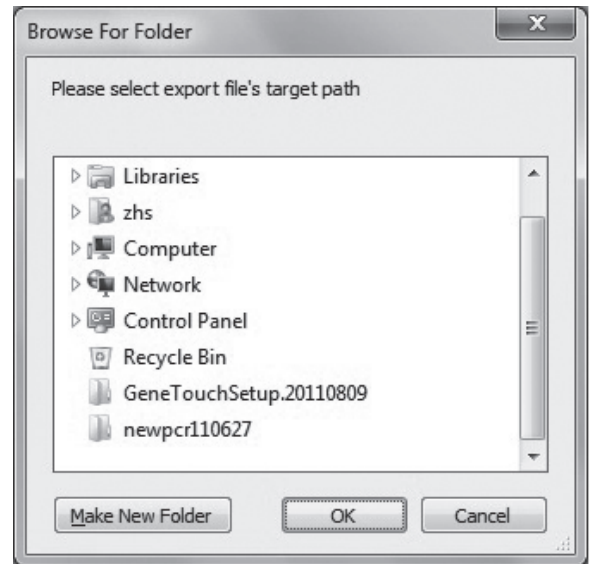 Browse For Folder
Please select export file's target path
Libraries
zhs
Computer
Network
Control Panel
Recycle Bin
GeneTouchSetup.20110809
newpcr110627
Make New Folder OK Cancel